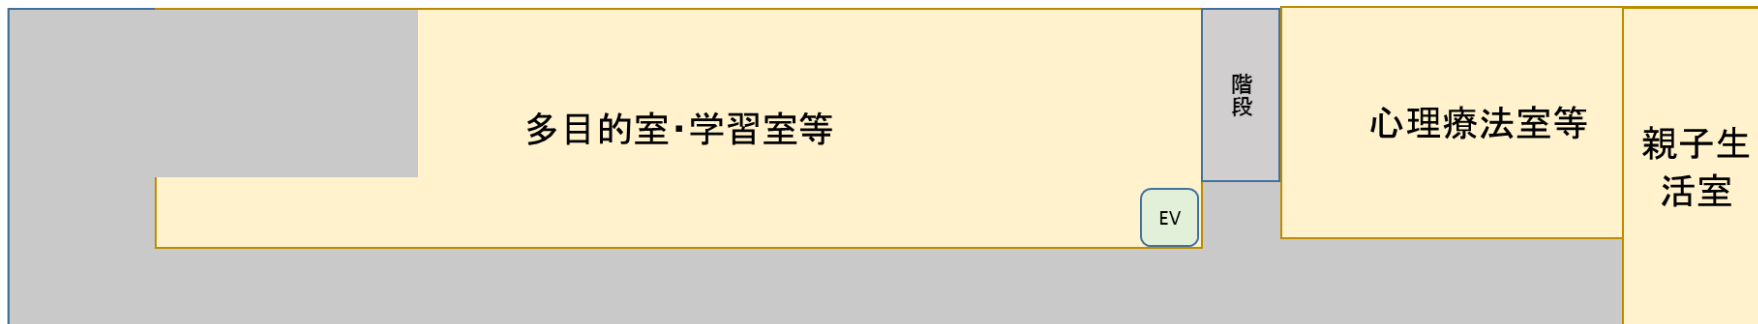 多目的室・学習室等
階段
EV
心理療法室等
親子生
活室